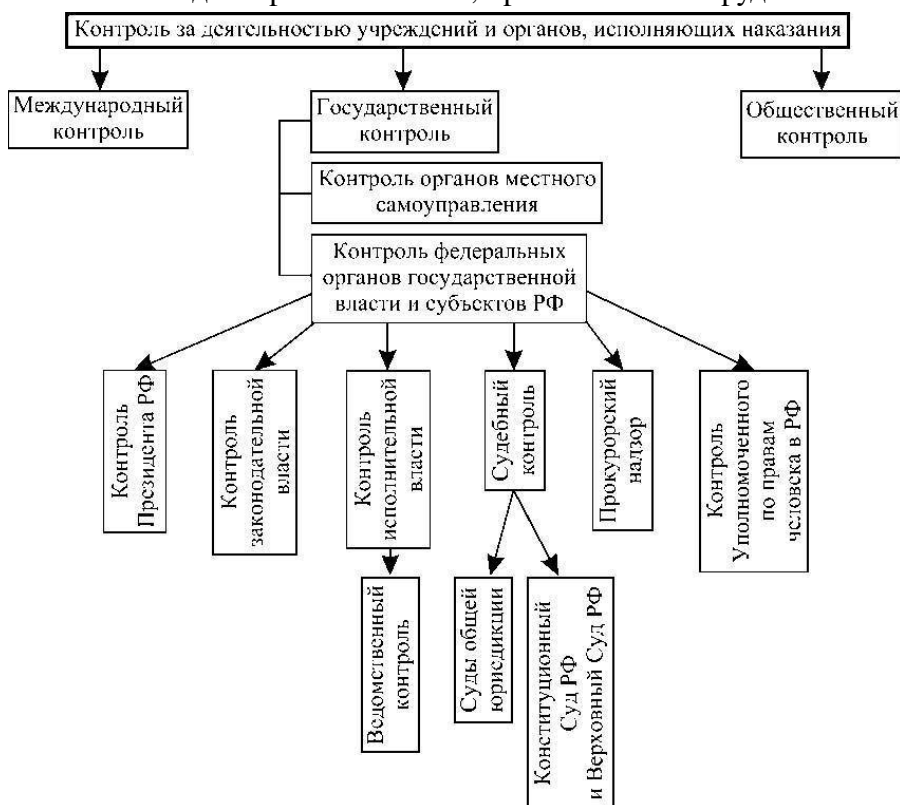 Контроль за деятельностью учреждений и органов, исполняющих наказания
Международный
контроль
Государственный
контроль
Общественный
контроль
Контроль органов местного
самоуправления
Контроль федеральных
органов государственной
власти и субъектов РФ
Контроль
Президента РФ
Контроль
законодательной
власти
Контроль
исполнительной
власти
Судебный
контроль
Прокурорский
надзор
Контроль
Уполномоченного
по правам
человека в РФ
Ведомственный
контроль
Суды общей
юрисдикции
Конституционный
Суд РФ
и Верховный Суд РФ